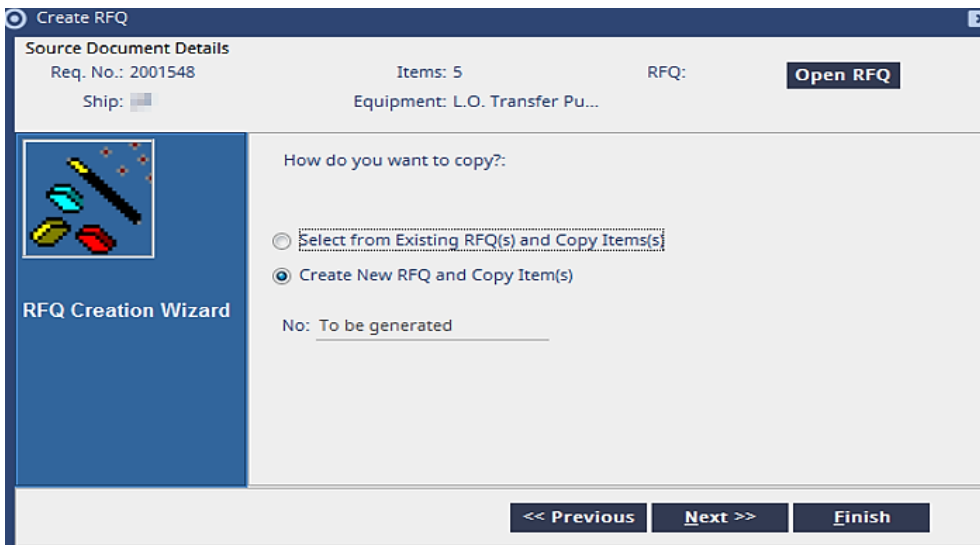 Create RFQ
Source Document Details
Req. No.: 2001548 Items: 5 RFQ: Open RFQ
Ship: Equipment: L.O. Transfer Pu...
How do you want to copy?:
Select from Existing RFQ(s) and Copy Items(s)
Create New RFQ and Copy Item(s)
RFQ Creation Wizard
No: To be generated
<< Previous Next >> Finish